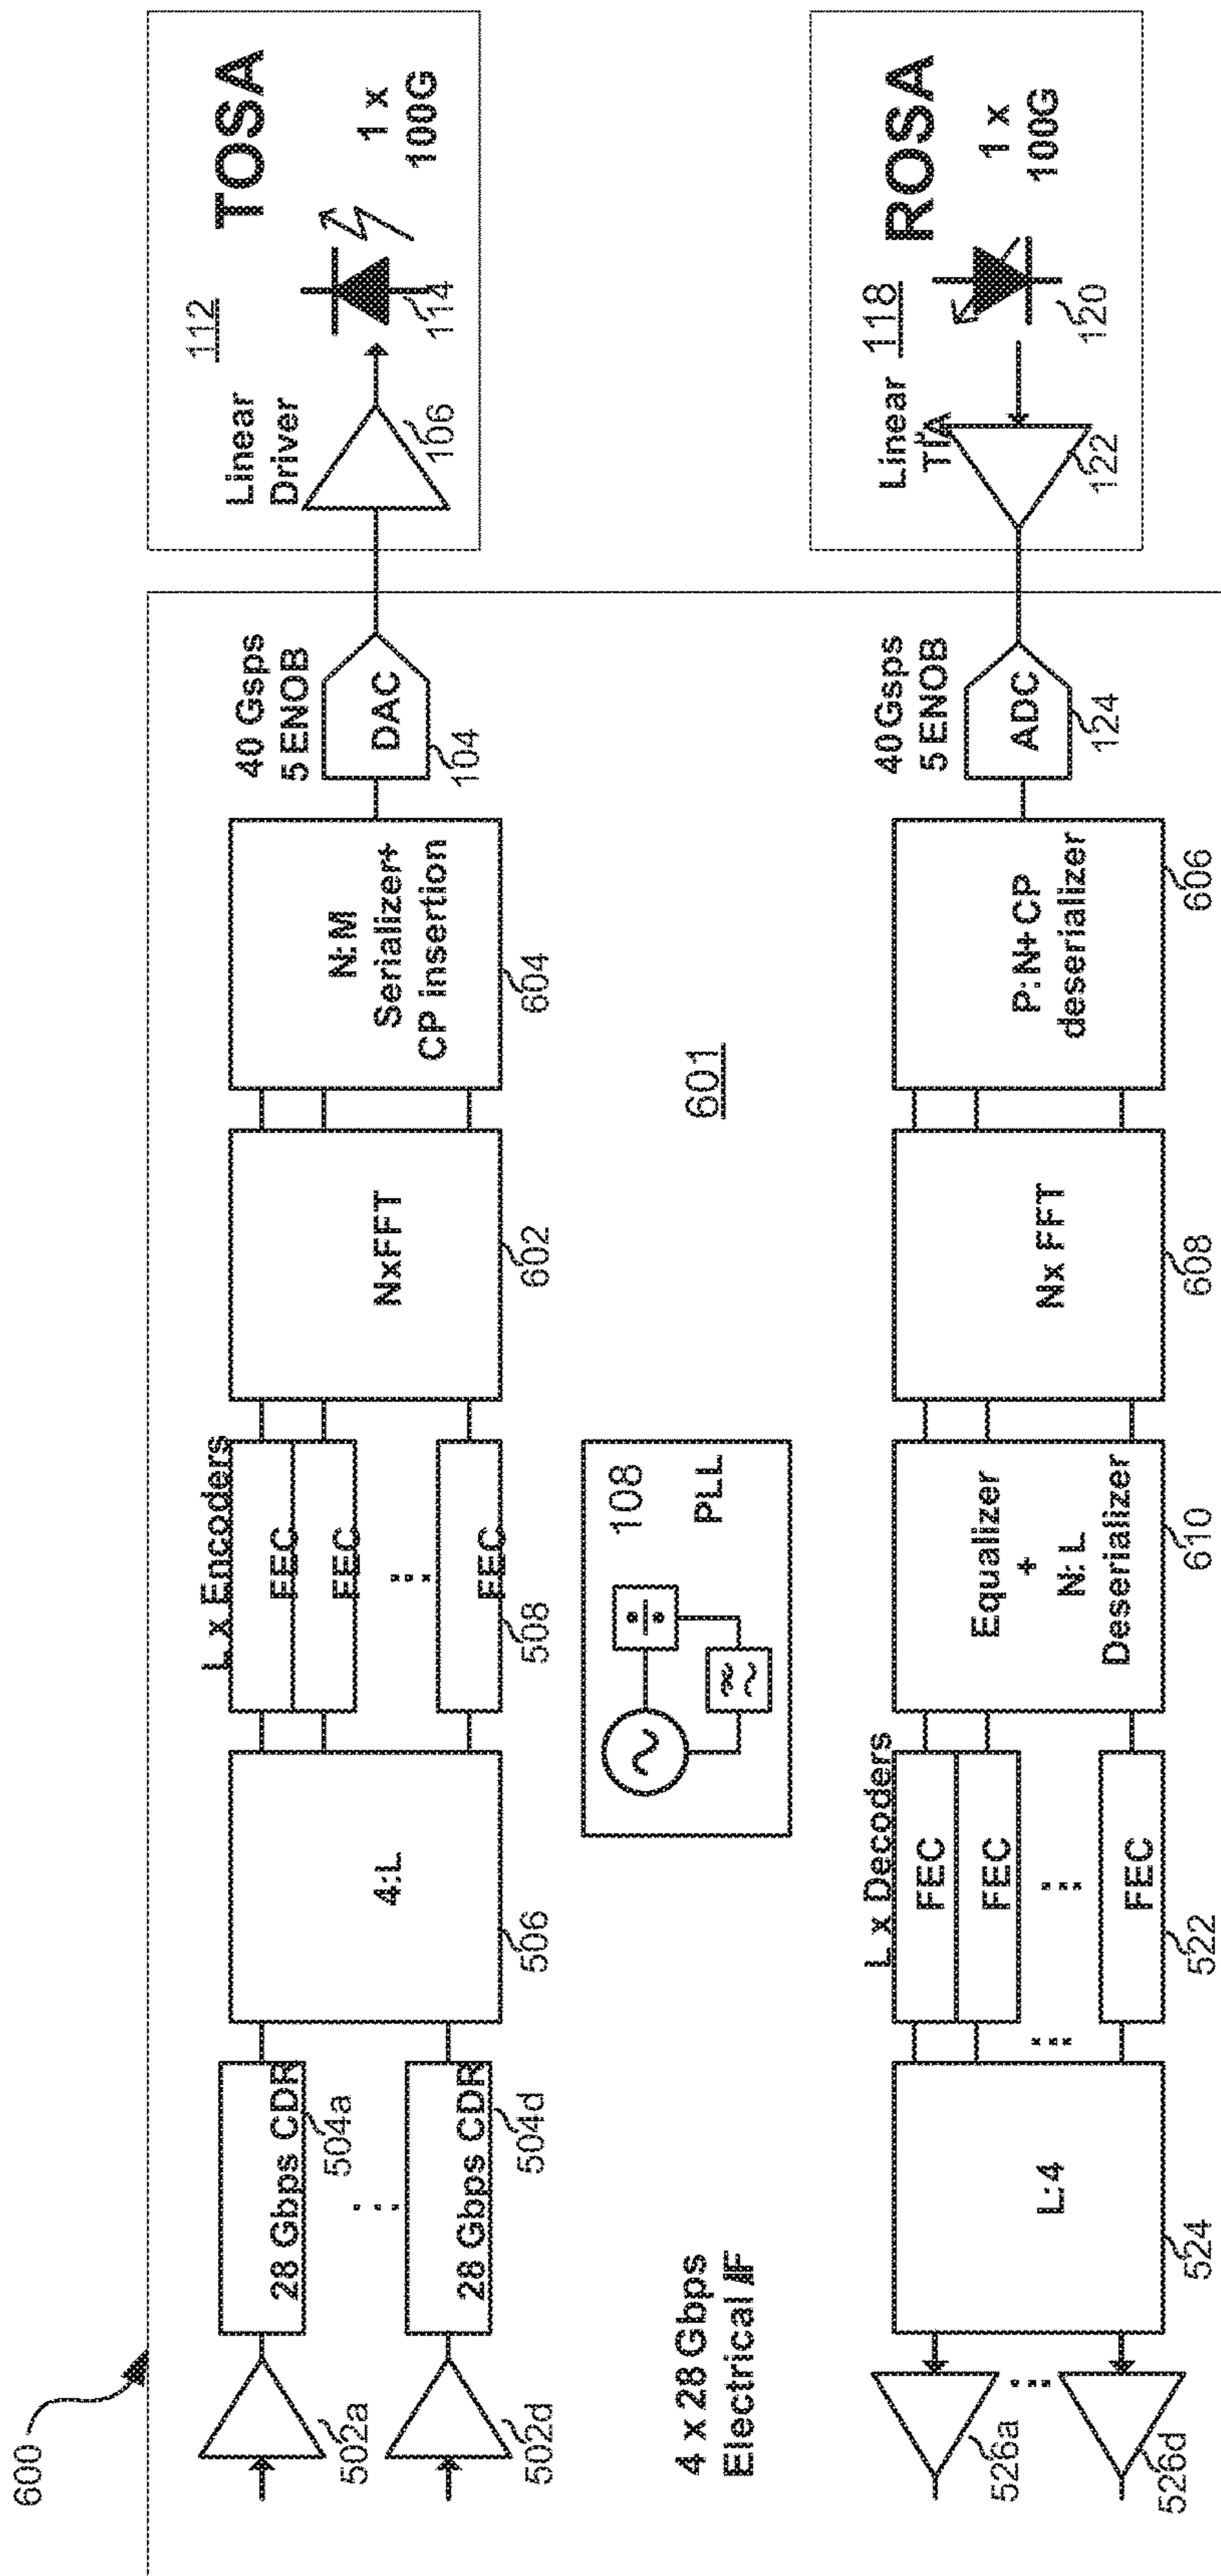 600
502a
502d
28 Gbps CDR
504a
28 Gbps CDR
504d
4:L
506
L x Encoders
FEC
FEC
FEC
508
NxFFT
602
N:M
Serializer+
CP insertion
604
40 Gsps
5 ENOB
DAC
104
Linear
Driver
106
112
114
TOSA
1 x
100G
4 x 28 Gbps
Electrical I/F
108
PLL
601
526a
526d
L:4
524
L x Decoders
FEC
FEC
FEC
522
Equalizer
+
N:L
Deserializer
610
Nx FFT
608
P:N+CP
deserializer
606
40 Gsps
5 ENOB
ADC
124
Linear
TIA
122
118
120
ROSA
1 x
100G